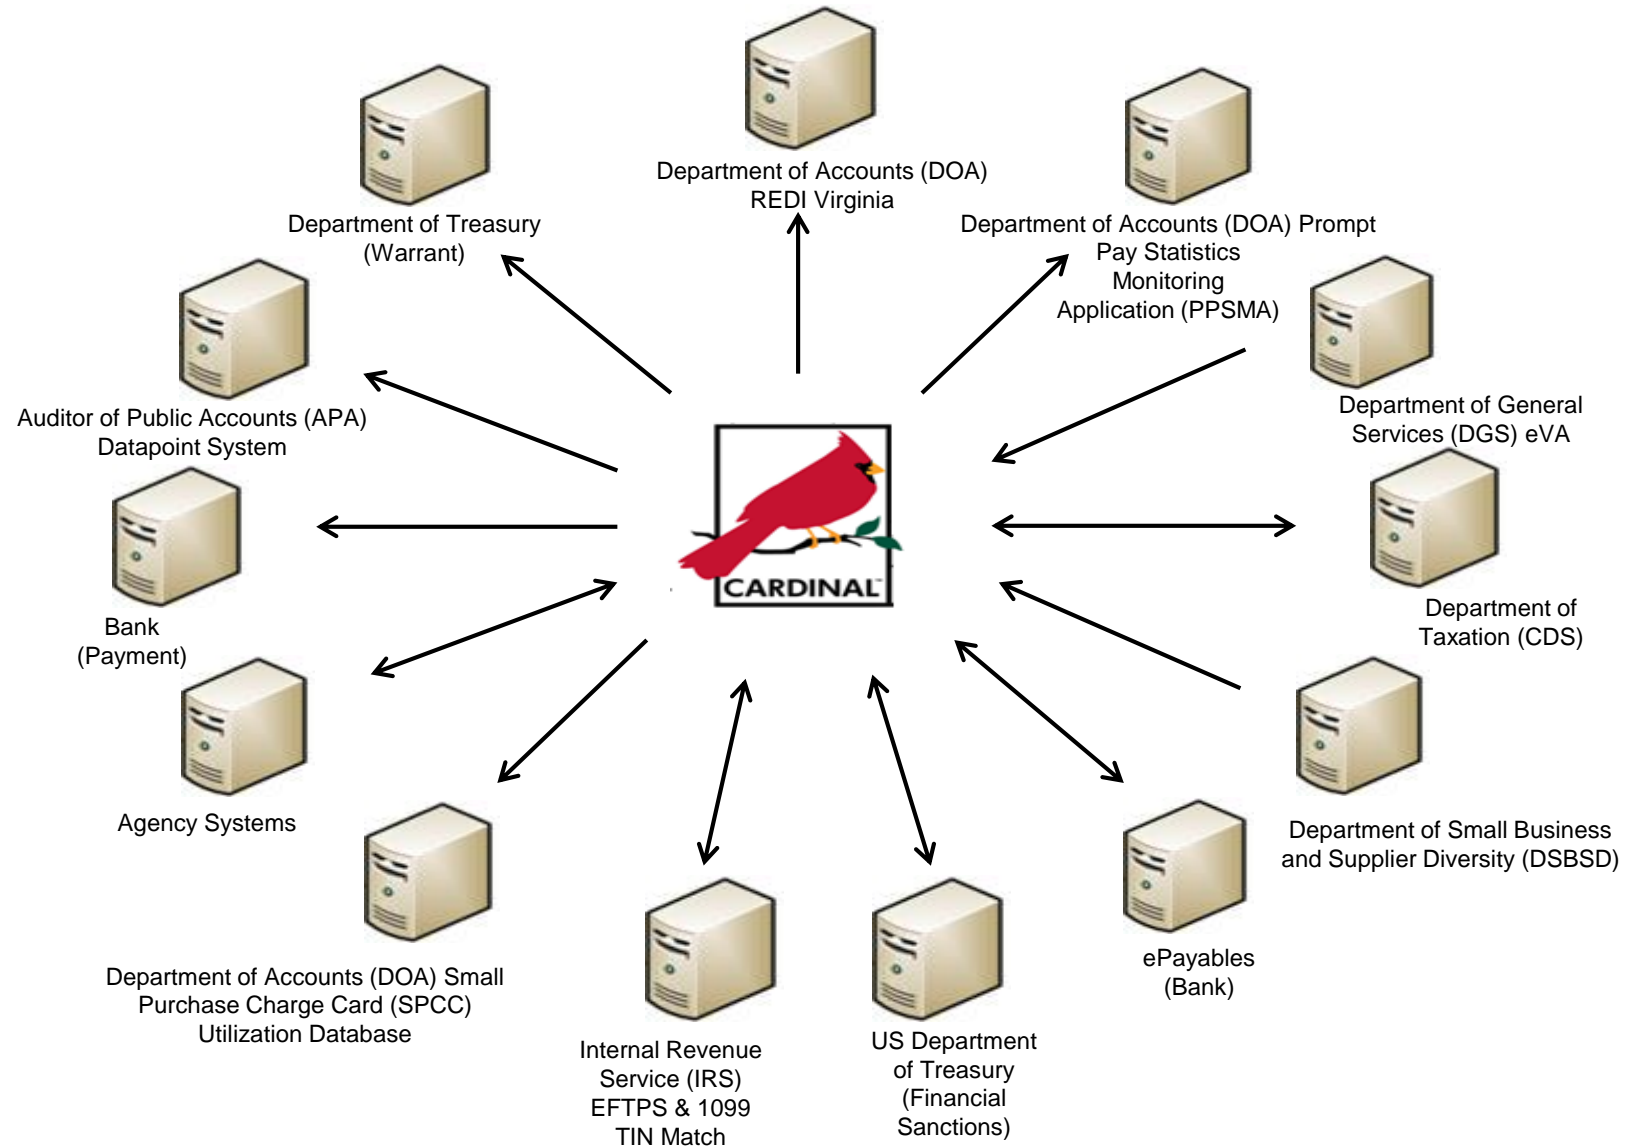 Department of Accounts (DOA)
REDI Virginia
Department of Treasury
(Warrant)
Department of Accounts (DOA) Prompt
Pay Statistics
Monitoring
Application (PPSMA)
Auditor of Public Accounts (APA)
Datapoint System
Department of General
Services (DGS) eVA
CARDINAL™
Bank
(Payment)
Department of
Taxation (CDS)
Agency Systems
Department of Small Business
and Supplier Diversity (DSBSD)
Department of Accounts (DOA) Small
Purchase Charge Card (SPCC)
Utilization Database
ePayables
(Bank)
Internal Revenue
Service (IRS)
EFTPS & 1099
TIN Match
US Department
of Treasury
(Financial
Sanctions)